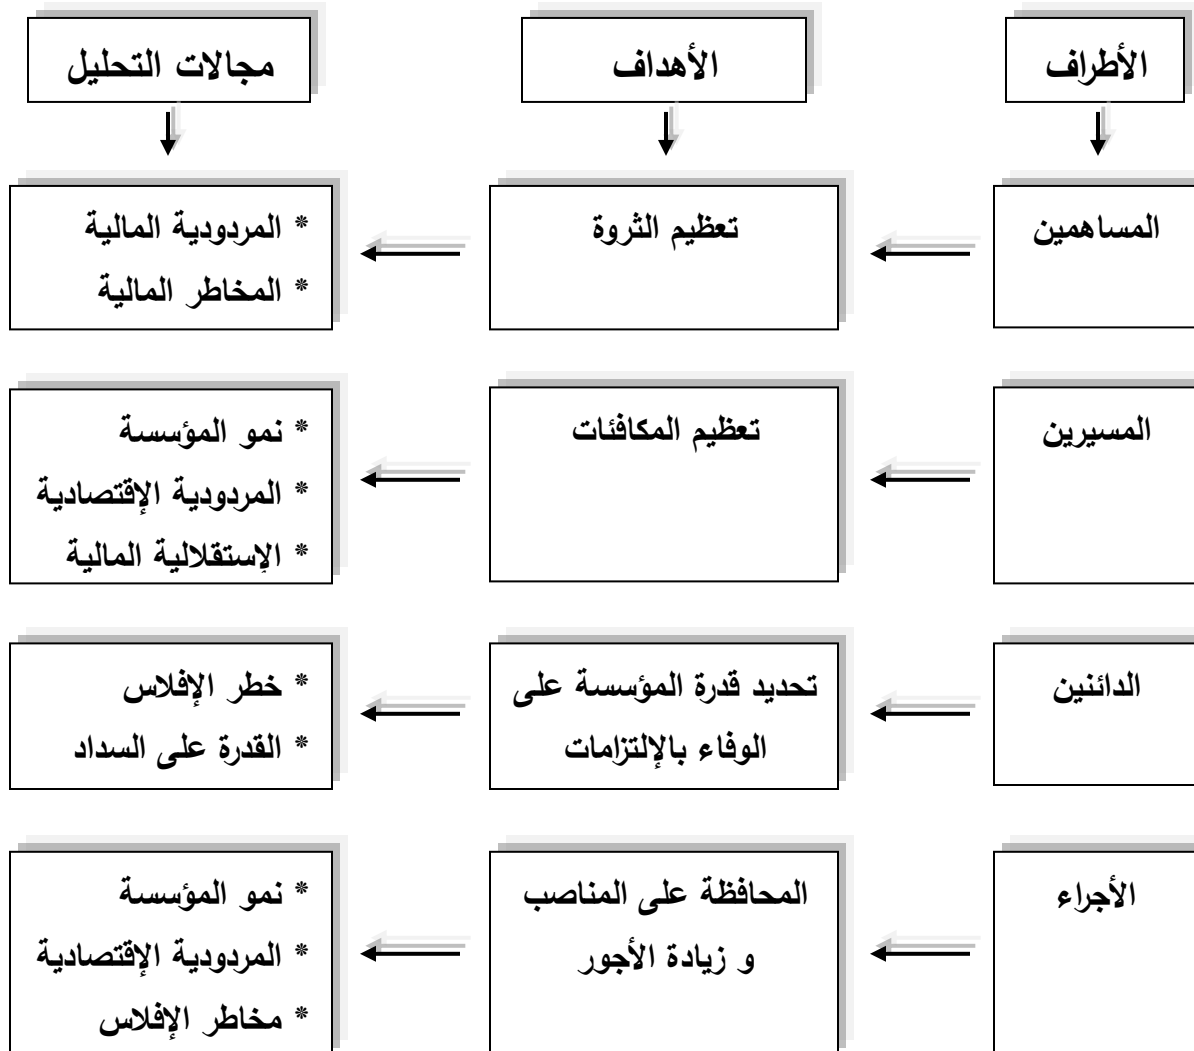 الأطراف
الأهداف
مجالات التحليل
المساهمين
تعظيم الثروة
* المردودية المالية
* المخاطر المالية
المسيرين
تعظيم المكافئات
* نمو المؤسسة
* المردودية الإقتصادية
* الإستقلالية المالية
الدائنين
تحديد قدرة المؤسسة على
الوفاء بالإلتزامات
* خطر الإفلاس
* القدرة على السداد
الأجراء
المحافظة على المناصب
و زيادة الأجور
* نمو المؤسسة
* المردودية الإقتصادية
* مخاطر الإفلاس